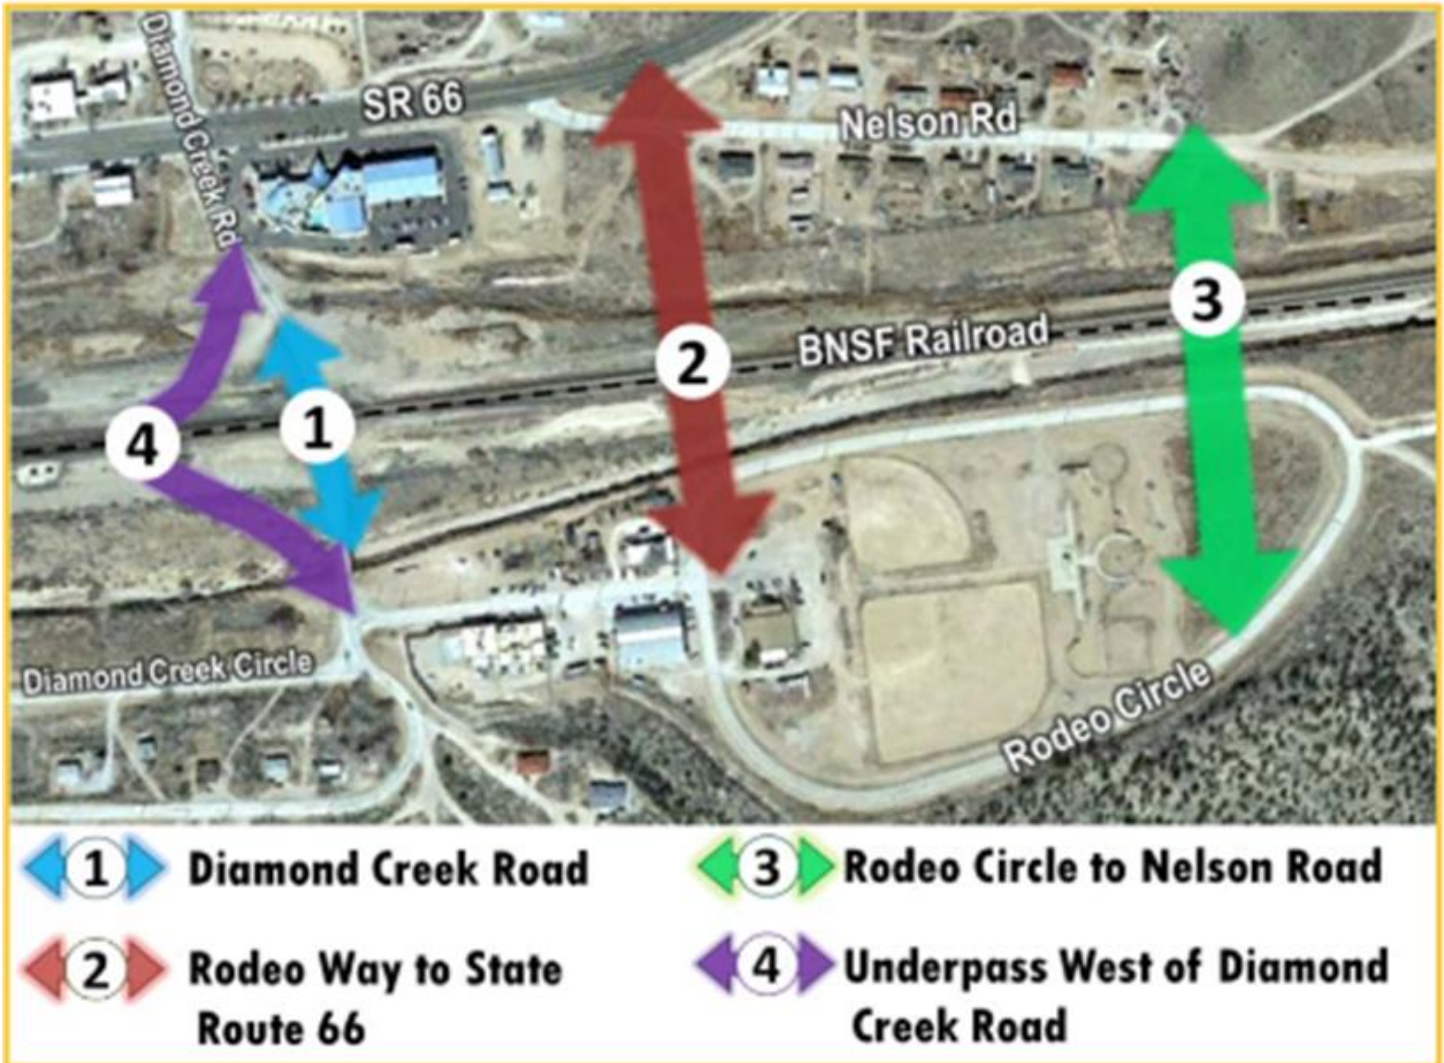 Diamond Creek Rd
SR 66
Nelson Rd
3
BNSF Railroad
2
1
4
Diamond Creek Circle
Rodeo Circle
1 Diamond Creek Road
2 Rodeo Way to State
Route 66
3 Rodeo Circle to Nelson Road
4 Underpass West of Diamond
Creek Road